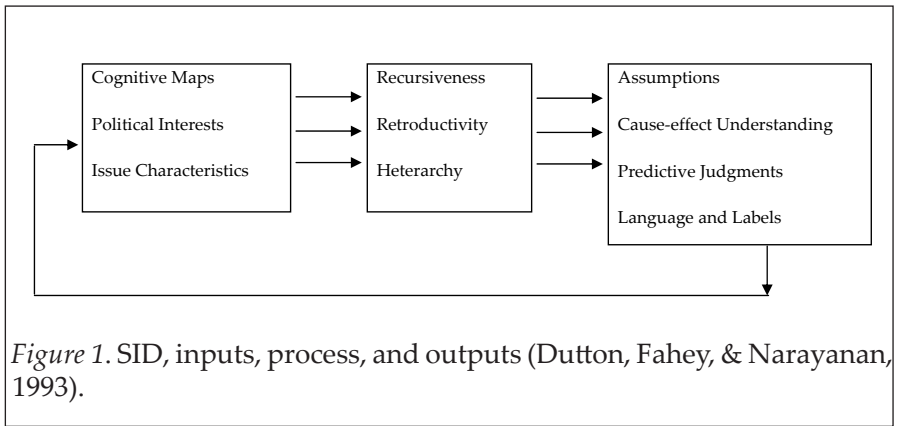 Cognitive Maps
Political Interests
Issue Characteristics
Recursiveness
Retroductivity
Heterarchy
Assumptions
Cause-effect Understanding
Predictive Judgments
Language and Labels
Figure 1. SID, inputs, process, and outputs (Dutton, Fahey, & Narayanan,
1993).